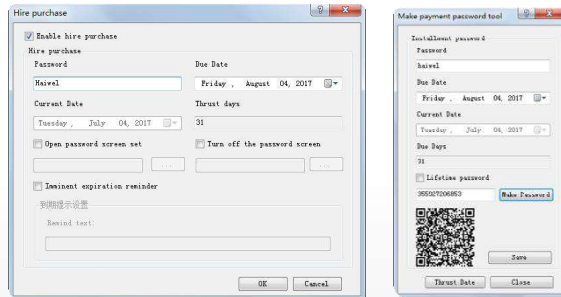 Hire purchase
Enable hire purchase
Hire purchase
Password
Due Date
Haiwel
Friday , August 04, 2017
Current Date
Thrust days
Tuesday , July 04, 2017
31
Open password screen set
Turn off the password screen
...
...
Imminent expiration reminder
到期提示设置
Remind text:
OK
Cancel
Make payment password tool
Installment password
Password
haiwel
Due Date
Friday , August 04, 2017
Current Date
Tuesday , July 04, 2017
Due Days
31
Lifetime password
355927206853
Make Password
Save
Thrust Date
Close